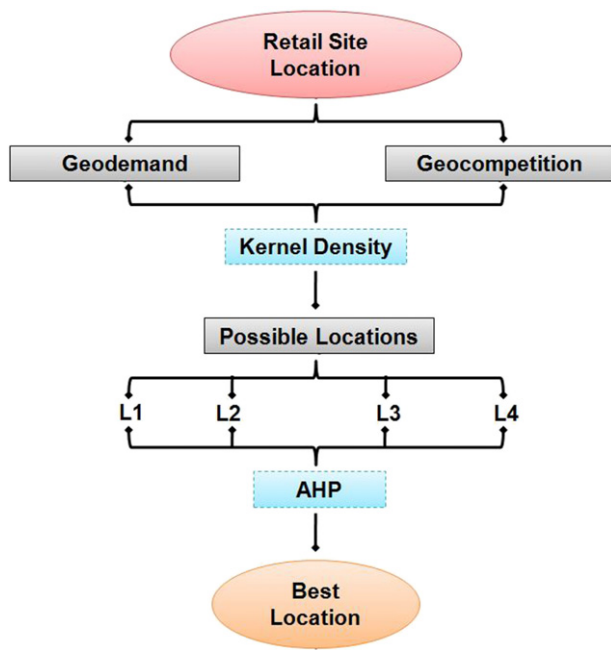 Retail Site
Location
Geodemand
Geocompetition
Kernel Density
Possible Locations
L1
L2
L3
L4
AHP
Best
Location